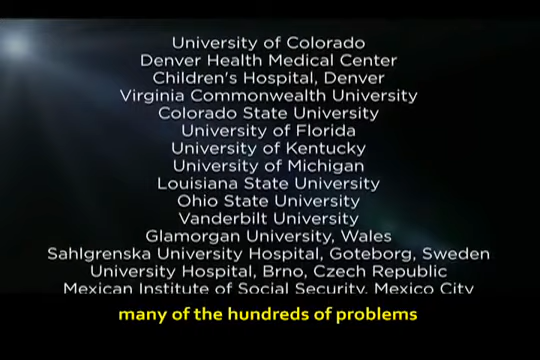 University of Colorado
Denver Health Medical Center
Children's Hospital, Denver
Virginia Commonwealth University
Colorado State University
University of Florida
University of Kentucky
University of Michigan
Louisiana State University
Ohio State University
Vanderbilt University
Glamorgan University, Wales
Sahlgrenska University Hospital, Goteborg, Sweden
University Hospital, Brno, Czech Republic
Mexican Institute of Social Security, Mexico City
many of the hundreds of problems